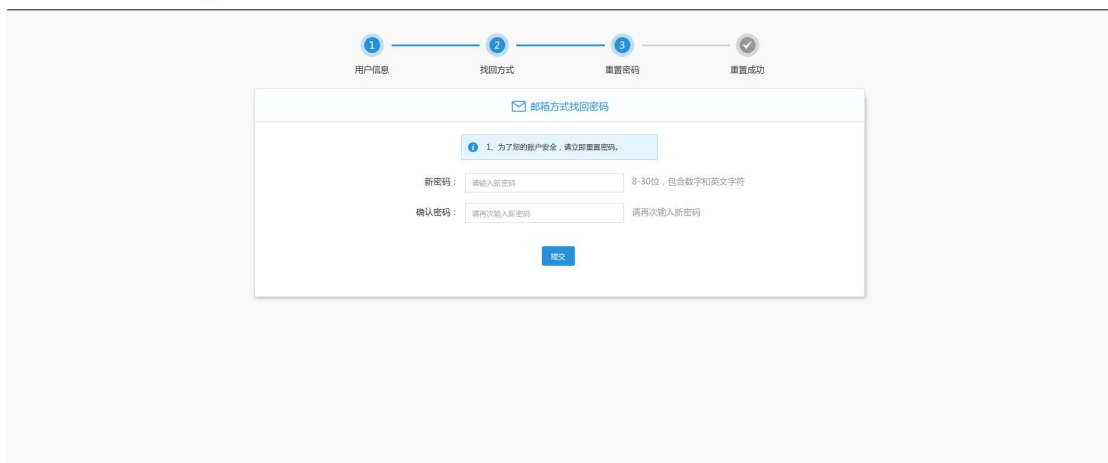 1 2 3
用户信息 找回方式 重置密码 重置成功
邮箱方式找回密码
1、为了您的账户安全，请立即重置密码。
新密码： 请输入新密码 8-30位，包含数字和英文字符
确认密码： 请再次输入新密码 请再次输入新密码
提交